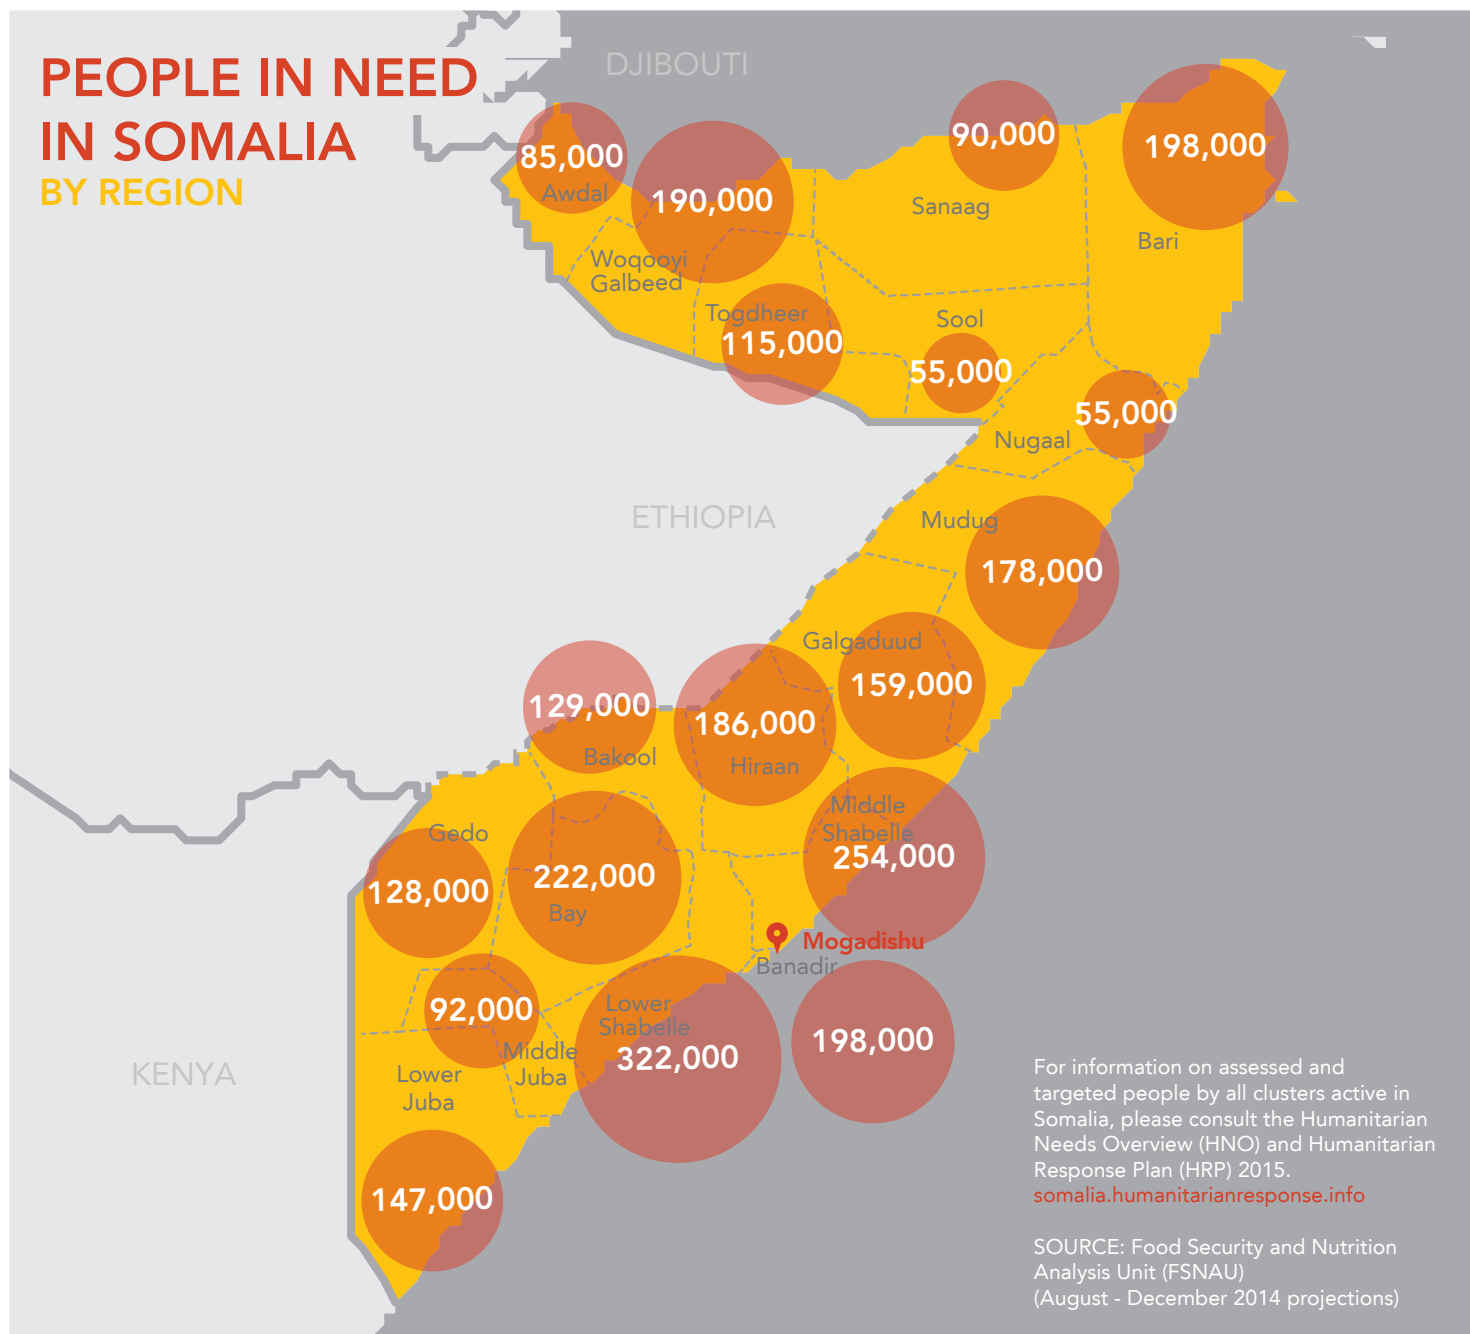 PEOPLE IN NEED
IN SOMALIA
BY REGION
DJIBOUTI
85,000
Awdal
190,000
Woqooyi
Galbeed
90,000
Sanaag
198,000
Bari
Togdheer
115,000
Sool
55,000
55,000
Nugaal
ETHIOPIA
Mudug
178,000
Galgaduud
159,000
129,000
Bakool
186,000
Hiraan
Middle
Shabelle
254,000
Gedo
128,000
222,000
Bay
Mogadishu
Banadir
198,000
92,000
Middle
Juba
Lower
Shabelle
322,000
KENYA
Lower
Juba
147,000
For information on assessed and
targeted people by all clusters active in
Somalia, please consult the Humanitarian
Needs Overview (HNO) and Humanitarian
Response Plan (HRP) 2015.
somalia.humanitarianresponse.info
SOURCE: Food Security and Nutrition
Analysis Unit (FSNAU)
(August - December 2014 projections)